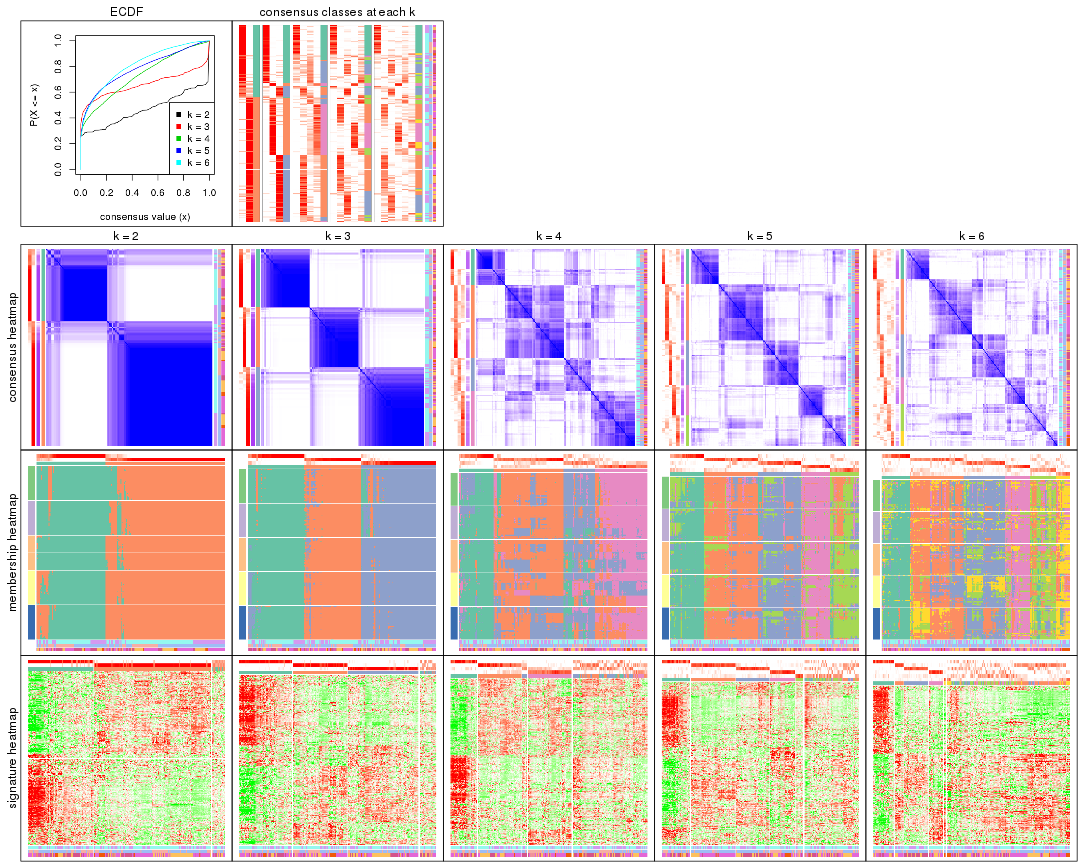 ECDF
consensus classes at each k
P(X <= x)
1.0
0.8
0.6
0.4
0.2
0.0
k = 2
k = 3
k = 4
k = 5
k = 6
0.0 0.2 0.4 0.6 0.8 1.0
consensus value (x)
k = 2
k = 3
k = 4
k = 5
k = 6
consensus heatmap
membership heatmap
signature heatmap